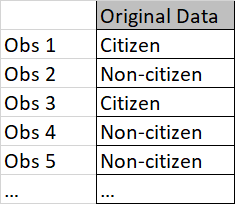 Original Data
Obs 1 Citizen
Obs 2 Non-citizen
Obs 3 Citizen
Obs 4 Non-citizen
Obs 5 Non-citizen
... ...